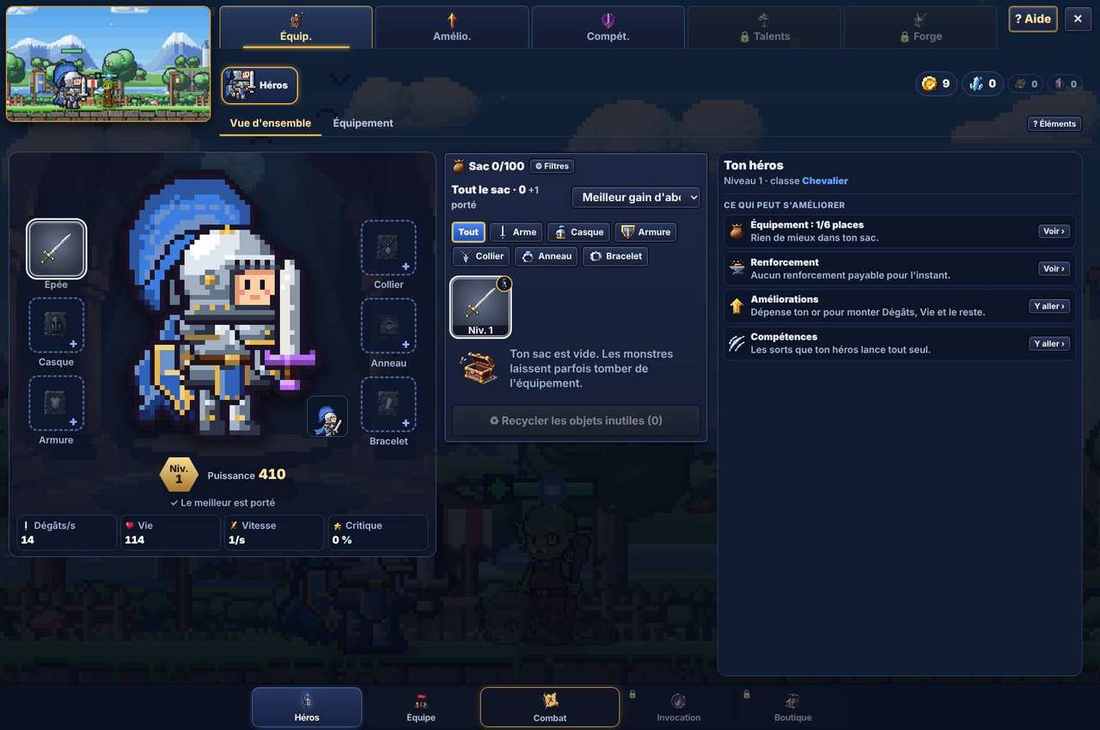 Équip.
Amélio.
Compét.
Talents
Forge
? Aide
×
Héros
9
0
0
0
Vue d'ensemble
Équipement
? Éléments
Epée
Casque
Armure
Collier
Anneau
Bracelet
Niv.
1
Puissance 410
✓ Le meilleur est porté
Dégâts/s
14
Vie
114
Vitesse
1/s
Critique
0 %
Sac 0/100
Filtres
Tout le sac · 0 +1
porté
Meilleur gain d'abo
Tout
Arme
Casque
Armure
Collier
Anneau
Bracelet
Niv. 1
Ton sac est vide. Les monstres
laissent parfois tomber de
l'équipement.
Recycler les objets inutiles (0)
Ton héros
Niveau 1 · classe Chevalier
CE QUI PEUT S'AMÉLIORER
Équipement : 1/6 places
Rien de mieux dans ton sac.
Voir ›
Renforcement
Aucun renforcement payable pour l'instant.
Voir ›
Améliorations
Dépense ton or pour monter Dégâts, Vie et le reste.
Y aller ›
Compétences
Les sorts que ton héros lance tout seul.
Y aller ›
Héros
Équipe
Combat
Invocation
Boutique